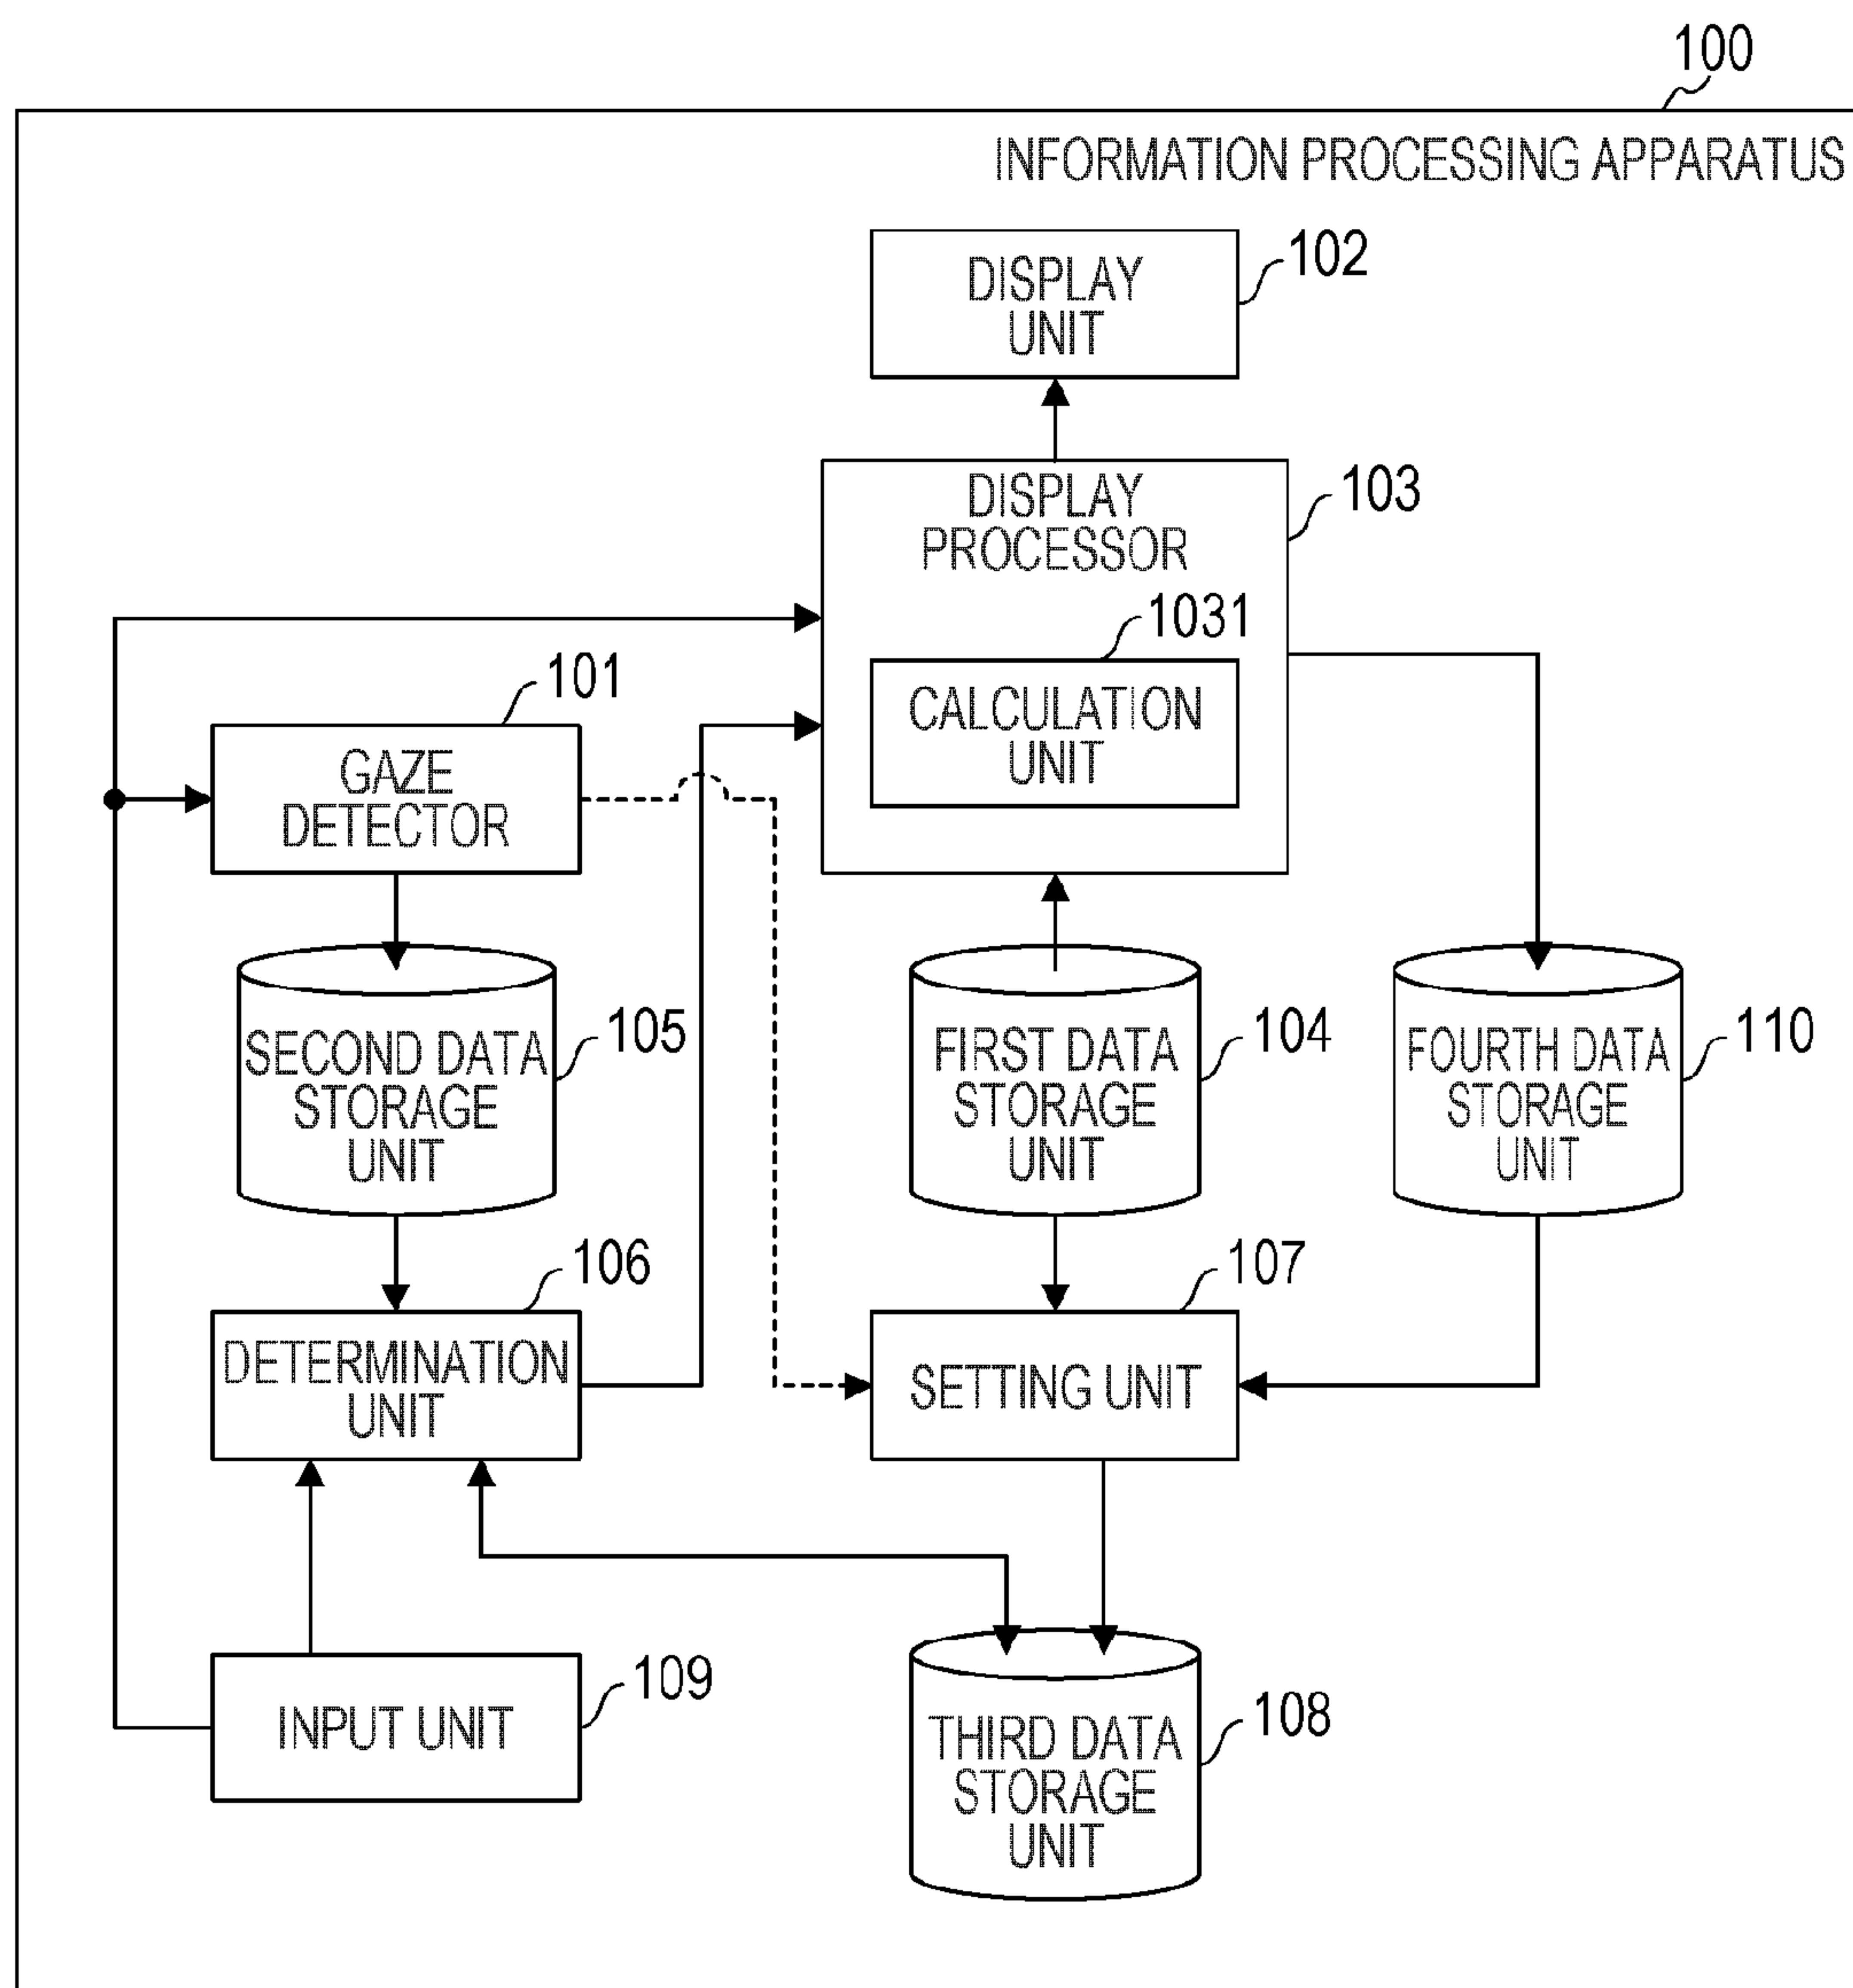 100
INFORMATION PROCESSING APPARATUS
DISPLAY
UNIT
102
DISPLAY
PROCESSOR
103
1031
CALCULATION
UNIT
101
GAZE
DETECTOR
SECOND DATA
STORAGE
UNIT
105
FIRST DATA
STORAGE
UNIT
104
FOURTH DATA
STORAGE
UNIT
110
106
DETERMINATION
UNIT
107
SETTING UNIT
INPUT UNIT
109
THIRD DATA
STORAGE
UNIT
108